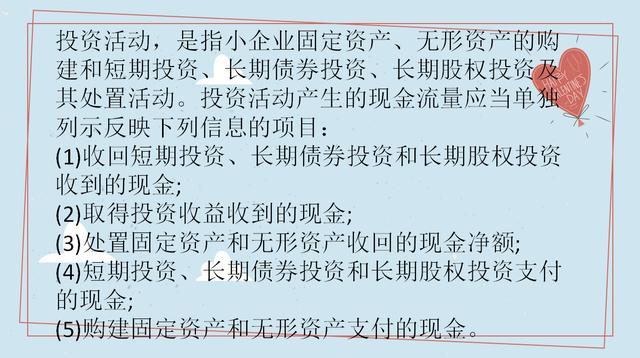 投资活动，是指小企业固定资产、无形资产的购
建和短期投资、长期债券投资、长期股权投资及
其处置活动。投资活动产生的现金流量应当单独
列示反映下列信息的项目：
(1)收回短期投资、长期债券投资和长期股权投资
收到的现金;
(2)取得投资收益收到的现金;
(3)处置固定资产和无形资产收回的现金净额;
(4)短期投资、长期债券投资和长期股权投资支付
的现金;
(5)购建固定资产和无形资产支付的现金。
HAPPY
VALENTINE'S
DAY